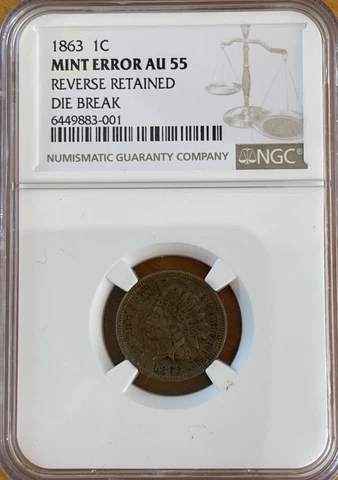 1863 1C
MINT ERROR AU 55
REVERSE RETAINED
DIE BREAK
6449883-001
NUMISMATIC GUARANTY COMPANY NGC®